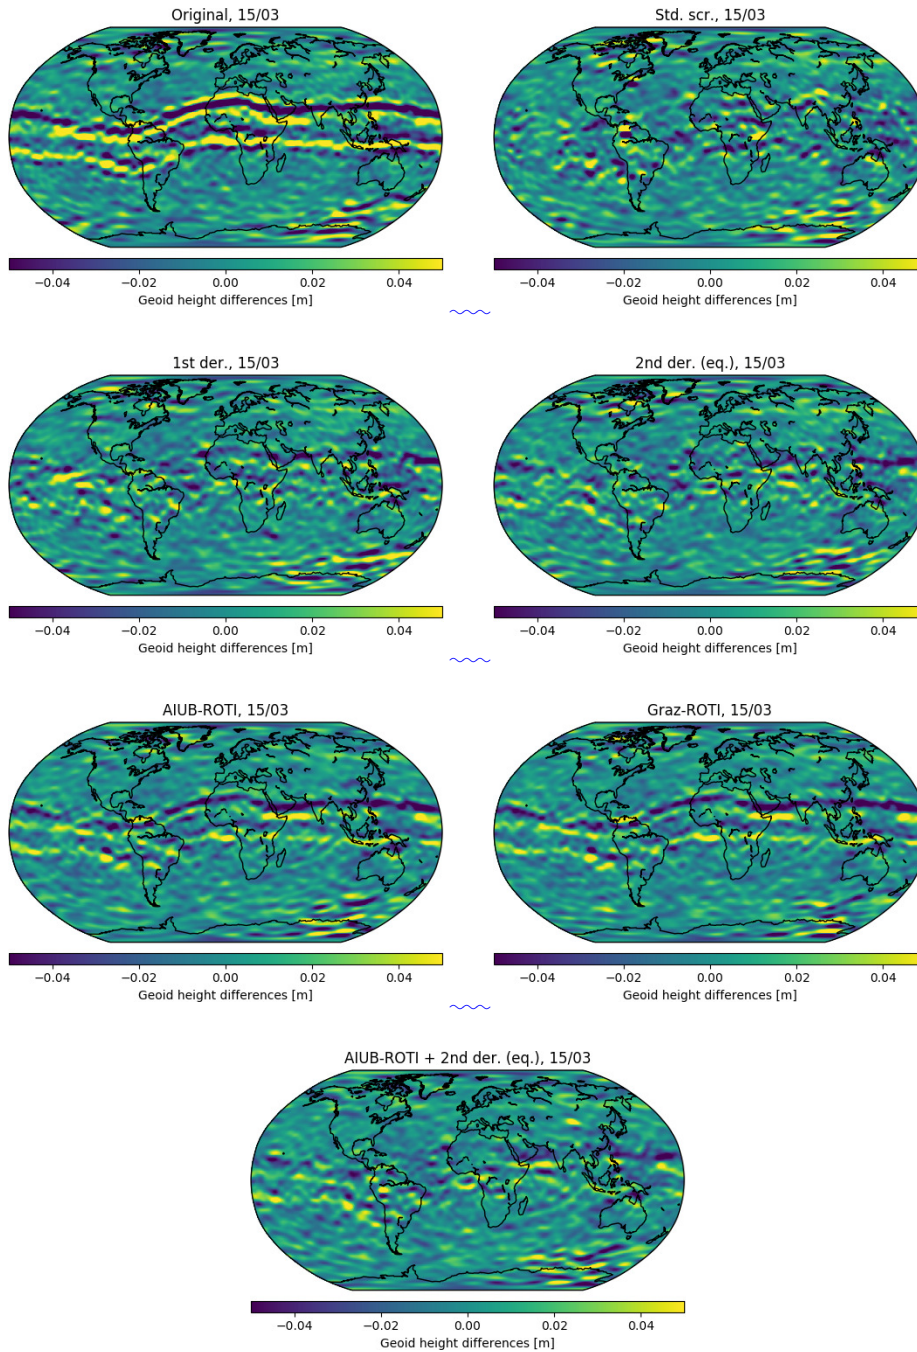 Original, 15/03
Std. scr., 15/03
−0.04 −0.02 0.00 0.02 0.04
Geoid height differences [m]
−0.04 −0.02 0.00 0.02 0.04
Geoid height differences [m]
1st der., 15/03
2nd der. (eq.), 15/03
−0.04 −0.02 0.00 0.02 0.04
Geoid height differences [m]
−0.04 −0.02 0.00 0.02 0.04
Geoid height differences [m]
AIUB-ROTI, 15/03
Graz-ROTI, 15/03
−0.04 −0.02 0.00 0.02 0.04
Geoid height differences [m]
−0.04 −0.02 0.00 0.02 0.04
Geoid height differences [m]
AIUB-ROTI + 2nd der. (eq.), 15/03
−0.04 −0.02 0.00 0.02 0.04
Geoid height differences [m]